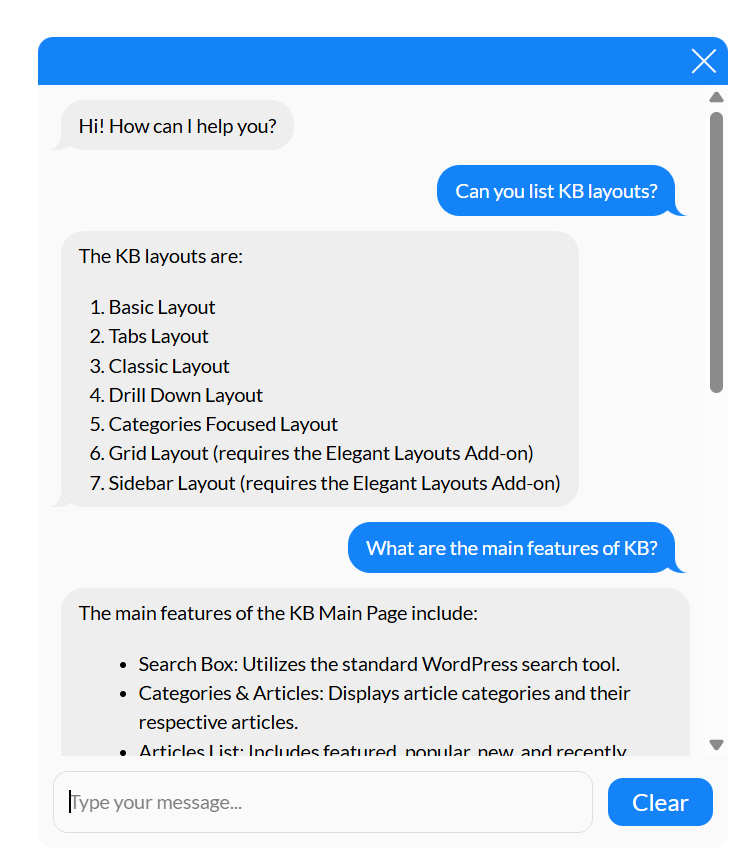 Hi! How can I help you?
Can you list KB layouts?
The KB layouts are:
1. Basic Layout
2. Tabs Layout
3. Classic Layout
4. Drill Down Layout
5. Categories Focused Layout
6. Grid Layout (requires the Elegant Layouts Add-on)
7. Sidebar Layout (requires the Elegant Layouts Add-on)
What are the main features of KB?
The main features of the KB Main Page include:
• Search Box: Utilizes the standard WordPress search tool.
• Categories & Articles: Displays article categories and their
respective articles.
• Articles List: Includes featured, popular, new, and recently
Type your message...
Clear